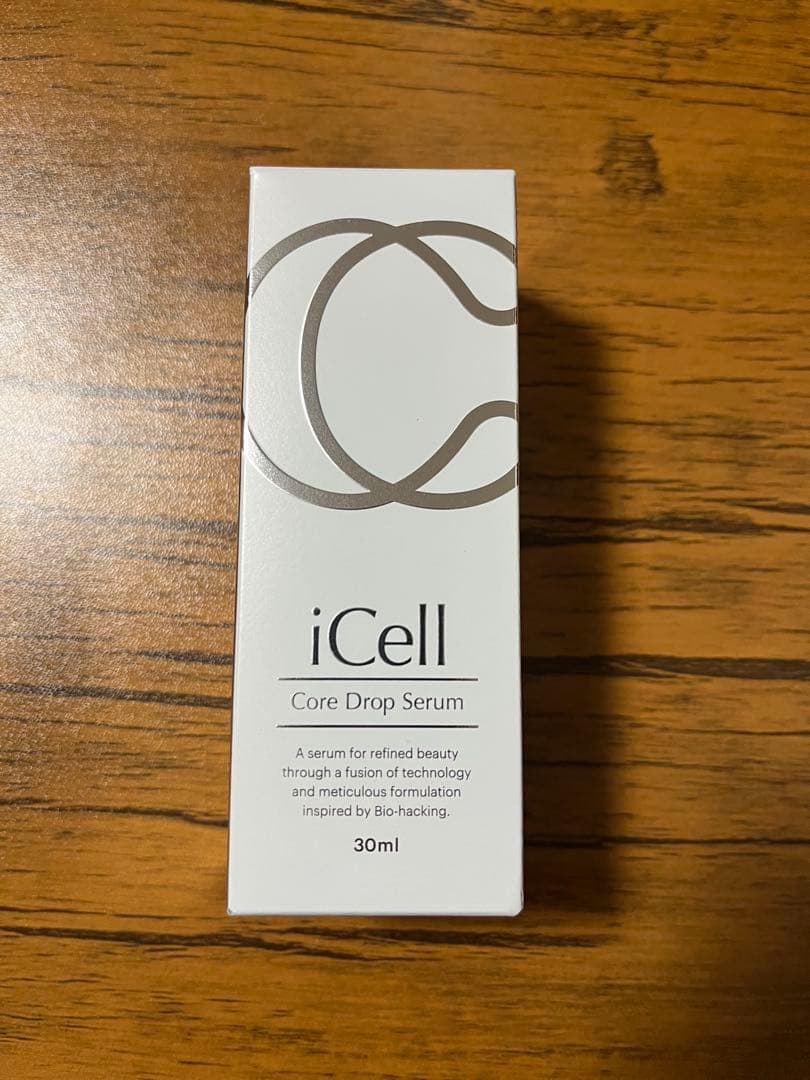 iCell
Core Drop Serum
A serum for refined beauty
through a fusion of technology
and meticulous formulation
inspired by Bio-hacking.
30ml